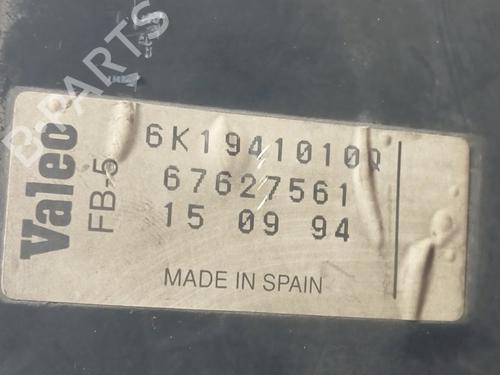 Valeo
FB-5
6K1941010Q
67627561
15 09 94
MADE IN SPAIN
B-PARTS